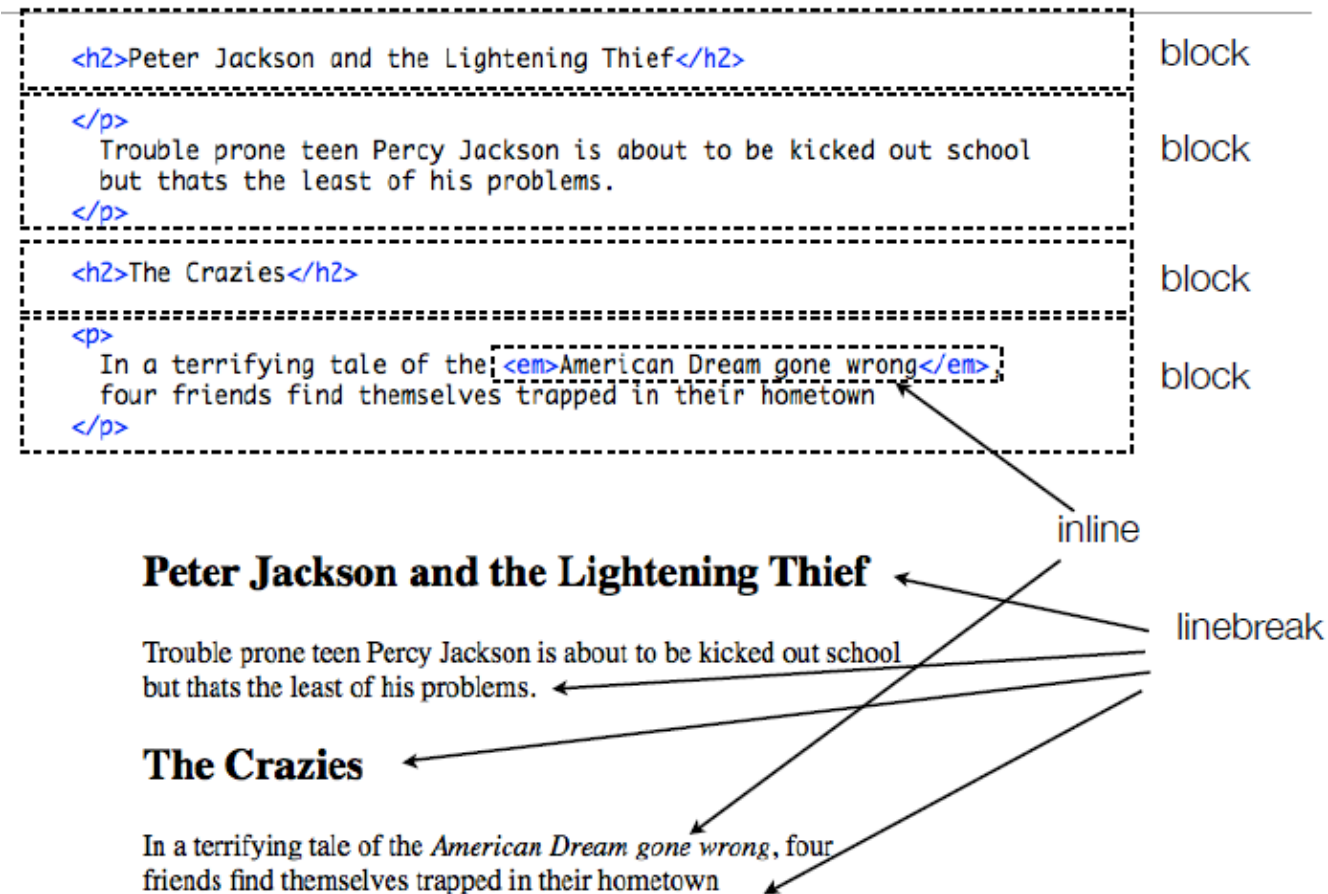 <h2>Peter Jackson and the Lightening Thief</h2>
block
</p>
Trouble prone teen Percy Jackson is about to be kicked out school
but thats the least of his problems.
</p>
block
<h2>The Crazies</h2>
block
<p>
In a terrifying tale of the <em>American Dream gone wrong</em>,
four friends find themselves trapped in their hometown
</p>
block
inline
Peter Jackson and the Lightening Thief
linebreak
Trouble prone teen Percy Jackson is about to be kicked out school
but thats the least of his problems.
The Crazies
In a terrifying tale of the American Dream gone wrong, four
friends find themselves trapped in their hometown